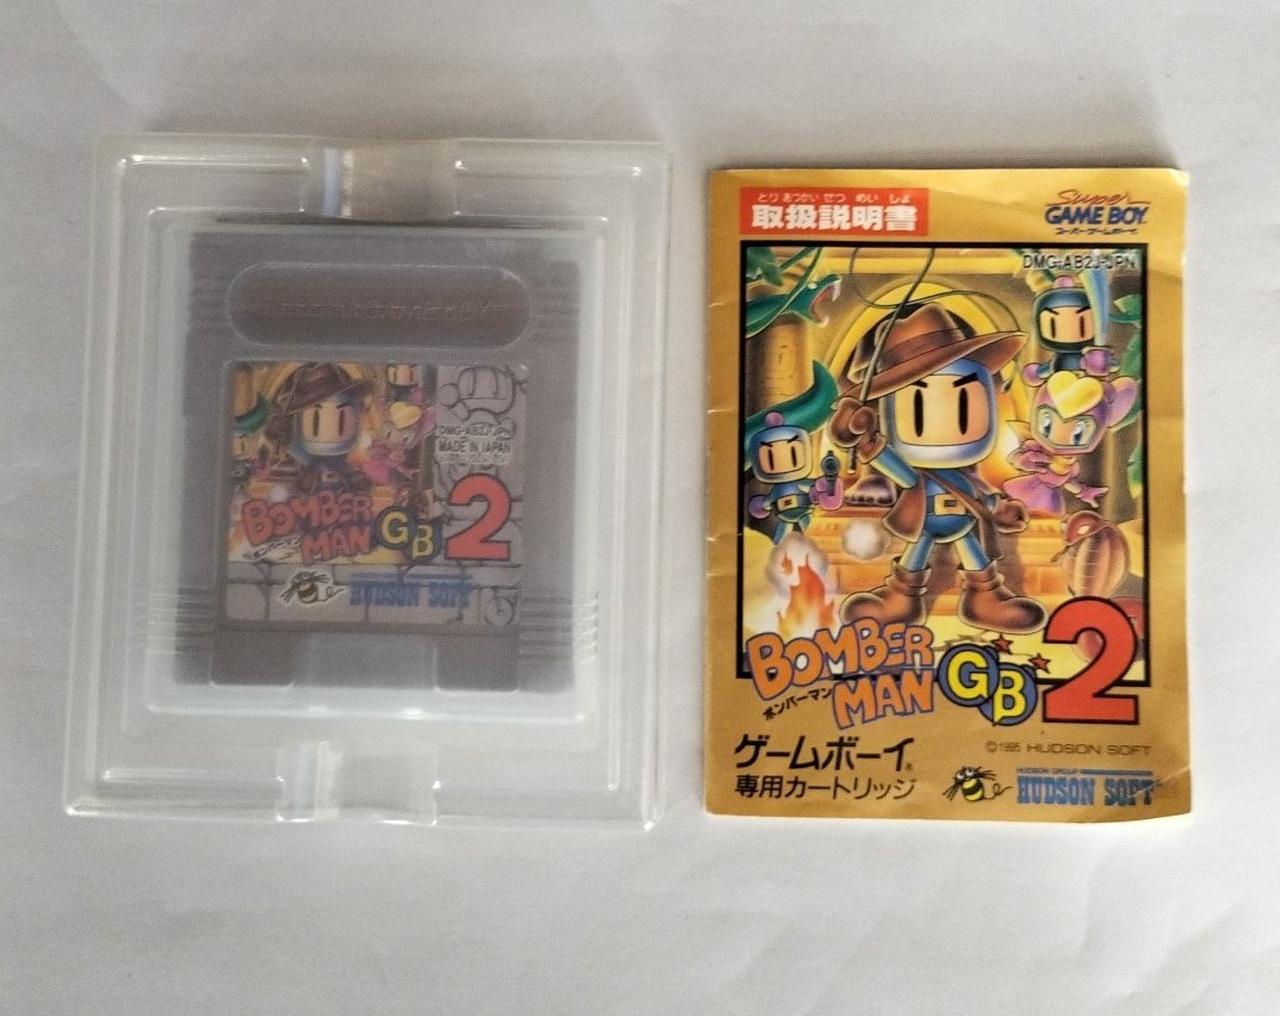 DMG-AB2J-JPN
MADE IN JAPAN
BOMBER
MAN
GB
2
HUDSON SOFT
とりあつかいせつめいしょ
取扱説明書
Super
GAME BOY
スーパーゲームボーイ
DMG-AB2J-JPN
BOMBER
ボンバーマン MAN
GB
2
ゲームボーイ®
専用カートリッジ
©1995 HUDSON SOFT
HUDSON GROUP
HUDSON SOFT